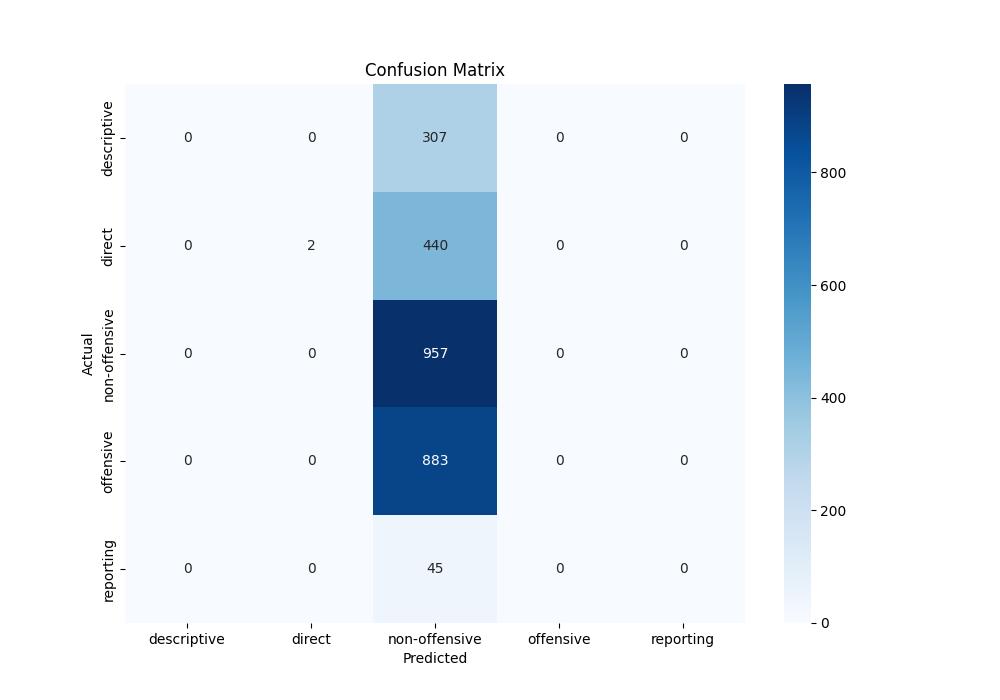 Confusion Matrix
descriptive 0 0 307 0 0
direct 0 2 440 0 0
non-offensive 0 0 957 0 0
offensive 0 0 883 0 0
reporting 0 0 45 0 0
descriptive direct non-offensive offensive reporting
Predicted
Actual
800
600
400
200
0